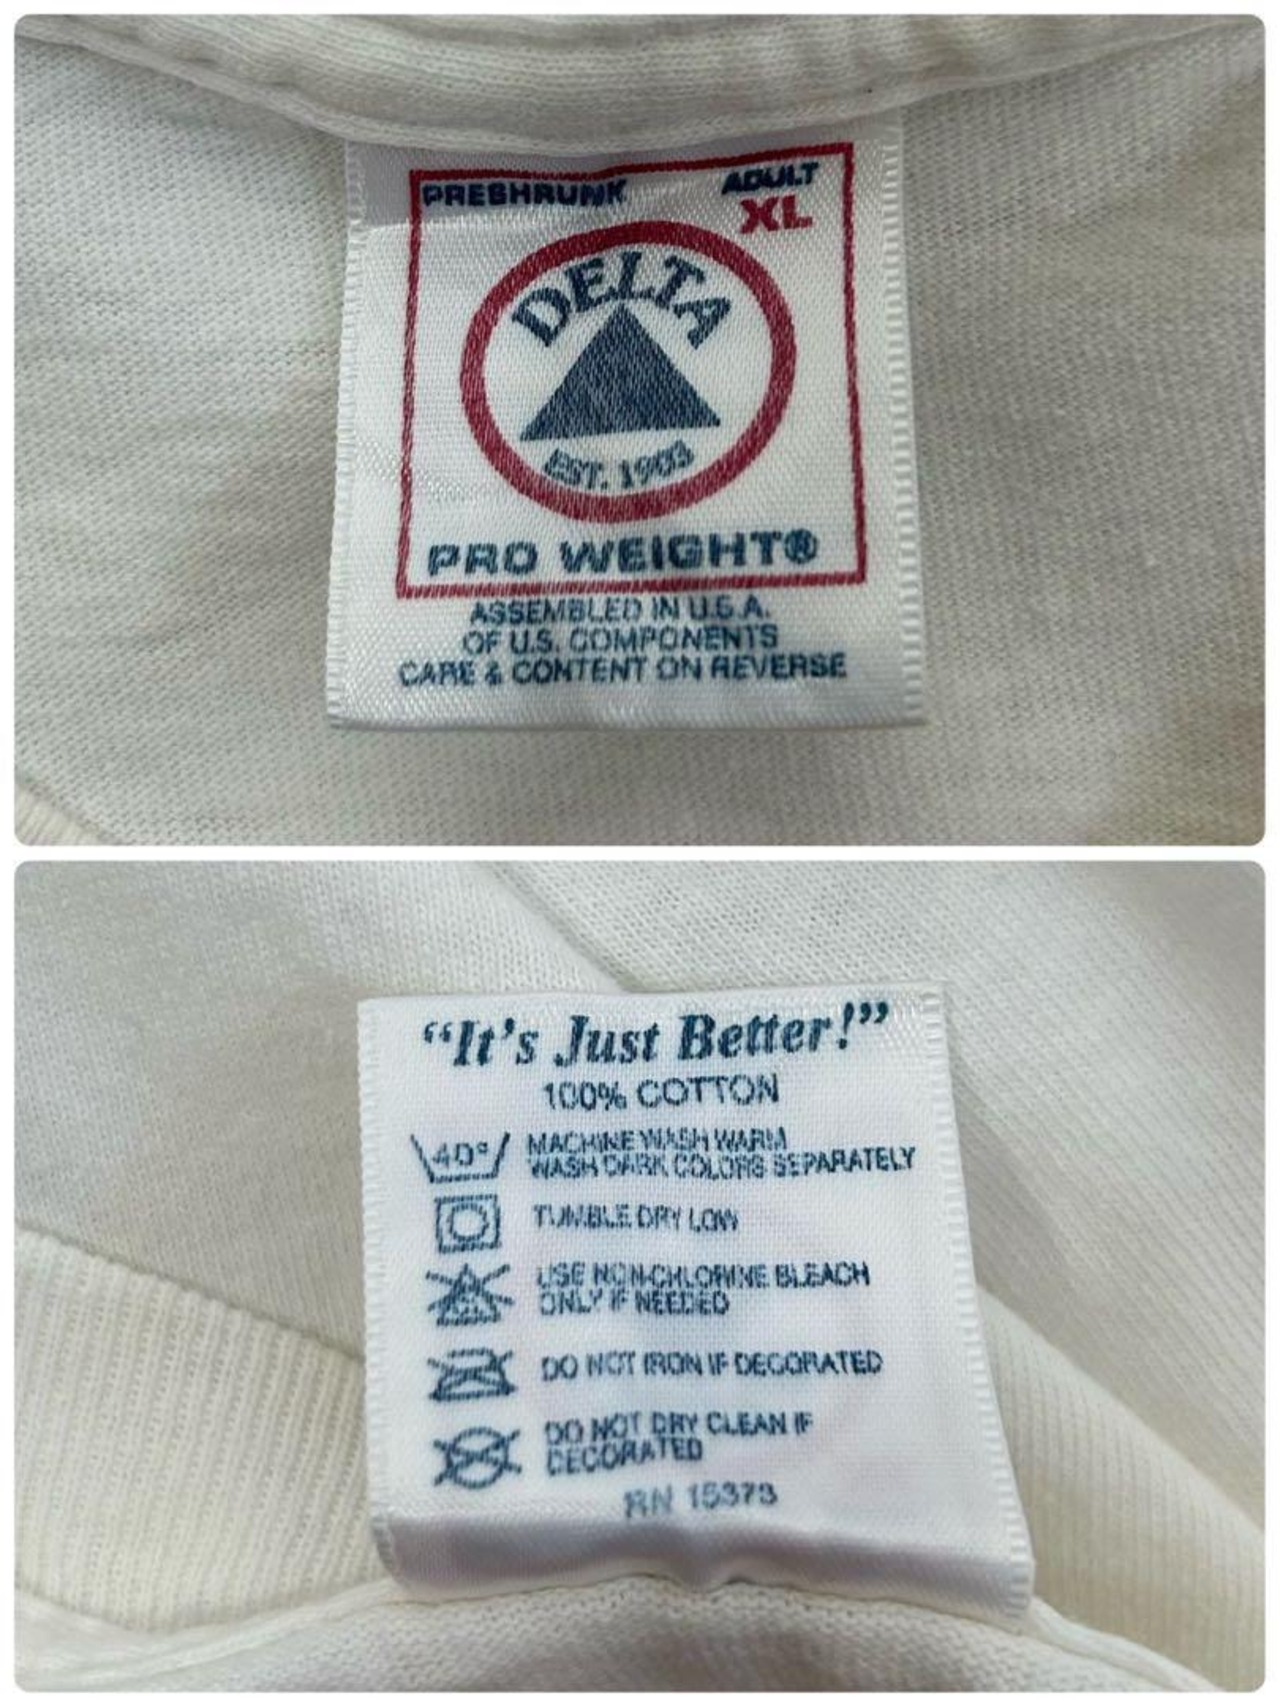 PRESHRUNK
ADULT
XL
DELTA
EST. 1903
PRO WEIGHT®
ASSEMBLED IN U.S.A.
OF U.S. COMPONENTS
CARE & CONTENT ON REVERSE
“It’s Just Better!”
100% COTTON
40°
MACHINE WASH WARM
WASH DARK COLORS SEPARATELY
TUMBLE DRY LOW
USE NON-CHLORINE BLEACH
ONLY IF NEEDED
DO NOT IRON IF DECORATED
DO NOT DRY CLEAN IF
DECORATED
RN 15373